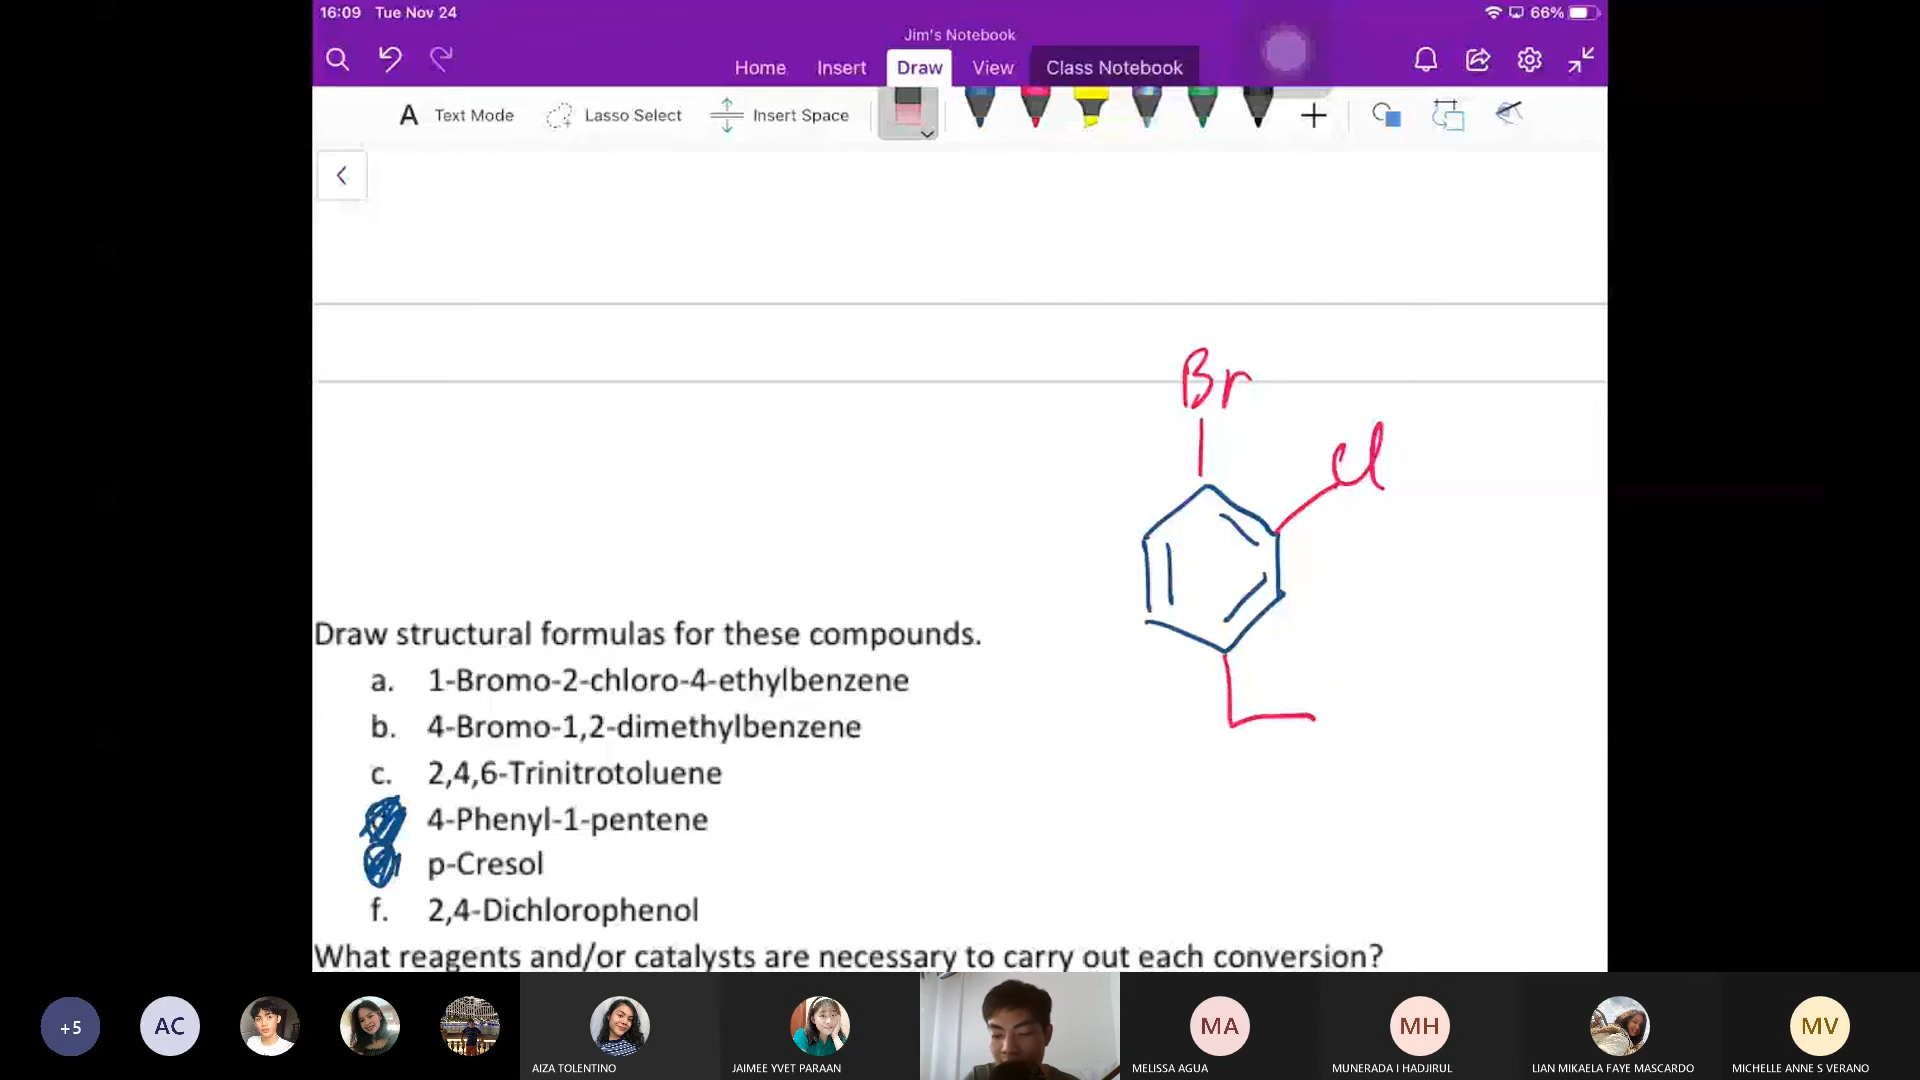 16:09 Tue Nov 24
66%
Jim's Notebook
Home Insert Draw View Class Notebook
A Text Mode Lasso Select Insert Space
Br
Cl
Draw structural formulas for these compounds.
a. 1-Bromo-2-chloro-4-ethylbenzene
b. 4-Bromo-1,2-dimethylbenzene
c. 2,4,6-Trinitrotoluene
4-Phenyl-1-pentene
p-Cresol
f. 2,4-Dichlorophenol
What reagents and/or catalysts are necessary to carry out each conversion?
+5 AC MA MH MV
AIZA TOLENTINO JAIMEE YVET PARAAN MELISSA AGUA MUNERADA I HADJIRUL LIAN MIKAELA FAYE MASCARDO MICHELLE ANNE S VERANO